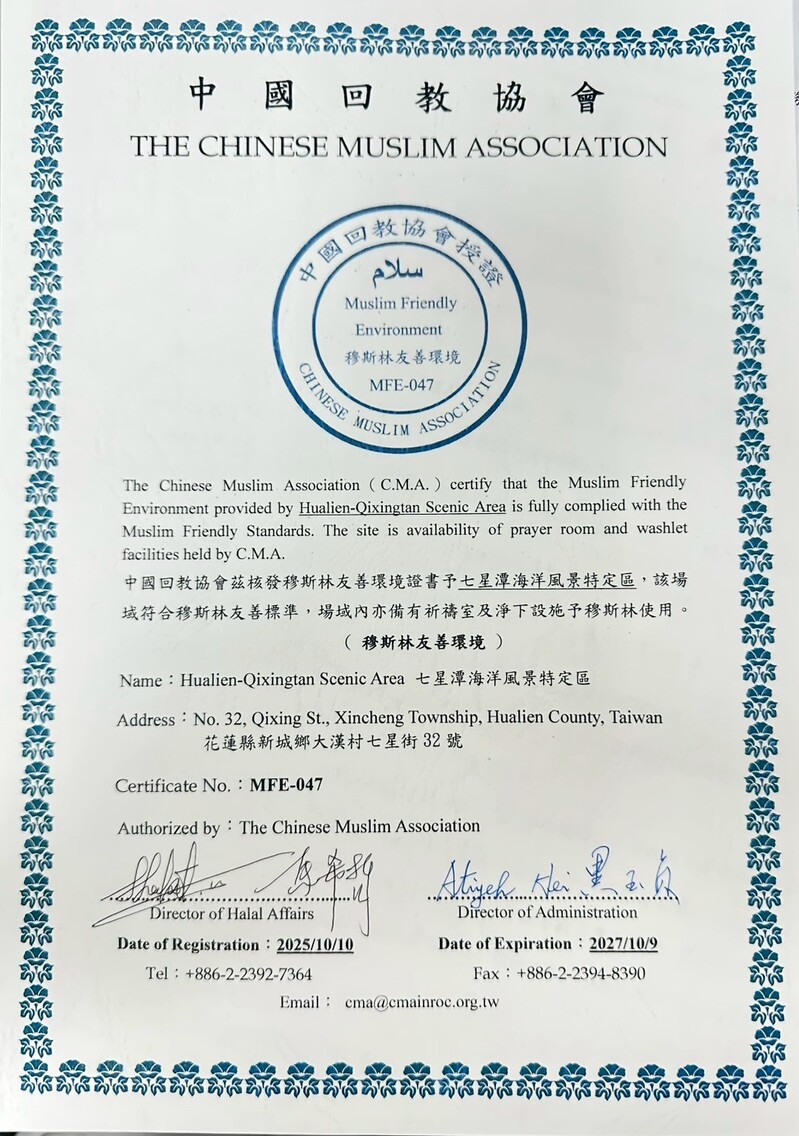 中國回教協會
THE CHINESE MUSLIM ASSOCIATION
中國回教協會授證
سلام
Muslim Friendly
Environment
穆斯林友善環境
MFE-047
CHINESE MUSLIM ASSOCIATION
The Chinese Muslim Association ( C.M.A. ) certify that the Muslim Friendly
Environment provided by Hualien-Qixingtan Scenic Area is fully complied with the
Muslim Friendly Standards. The site is availability of prayer room and washlet
facilities held by C.M.A.
中國回教協會茲核發穆斯林友善環境證書予七星潭海洋風景特定區，該場
域符合穆斯林友善標準，場域內亦備有祈禱室及淨下設施予穆斯林使用。
( 穆斯林友善環境 )
Name：Hualien-Qixingtan Scenic Area 七星潭海洋風景特定區
Address：No. 32, Qixing St., Xincheng Township, Hualien County, Taiwan
花蓮縣新城鄉大漢村七星街 32 號
Certificate No.：MFE-047
Authorized by：The Chinese Muslim Association
Atiyeh Hei 黑玉貞
Director of Halal Affairs Director of Administration
Date of Registration：2025/10/10 Date of Expiration：2027/10/9
Tel：+886-2-2392-7364 Fax：+886-2-2394-8390
Email： cma@cmainroc.org.tw